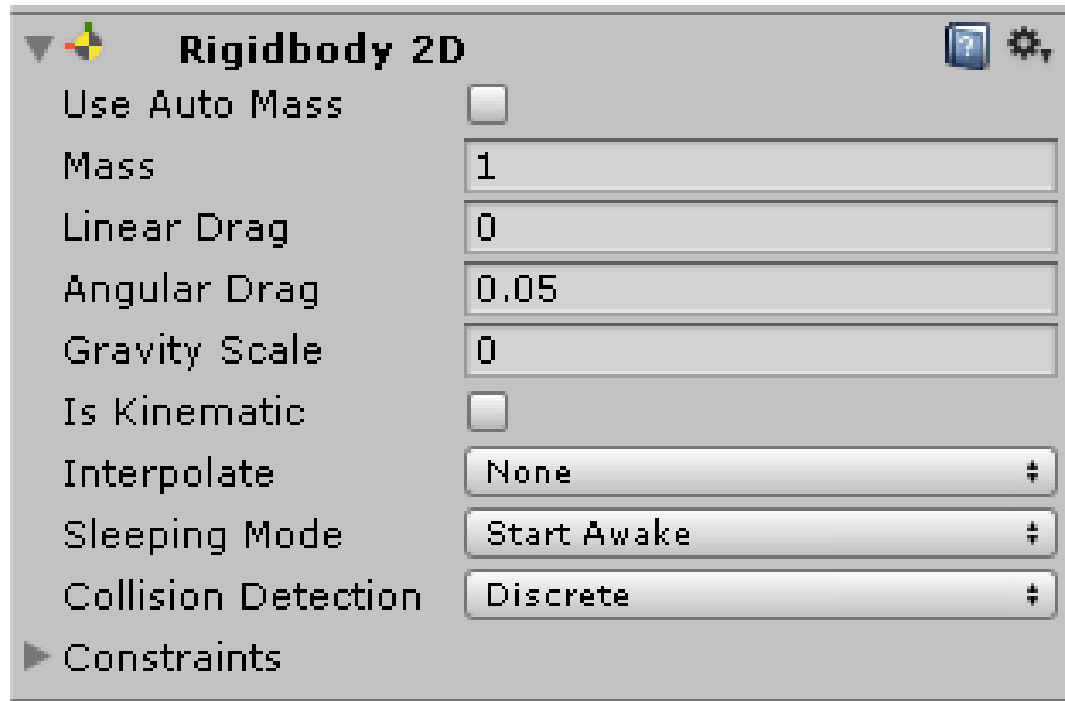 Rigidbody 2D
Use Auto Mass
Mass 1
Linear Drag 0
Angular Drag 0.05
Gravity Scale 0
Is Kinematic
Interpolate None
Sleeping Mode Start Awake
Collision Detection Discrete
Constraints